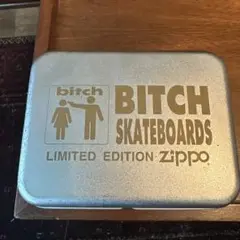 bitch
BITCH
SKATEBOARDS
LIMITED EDITION zippo